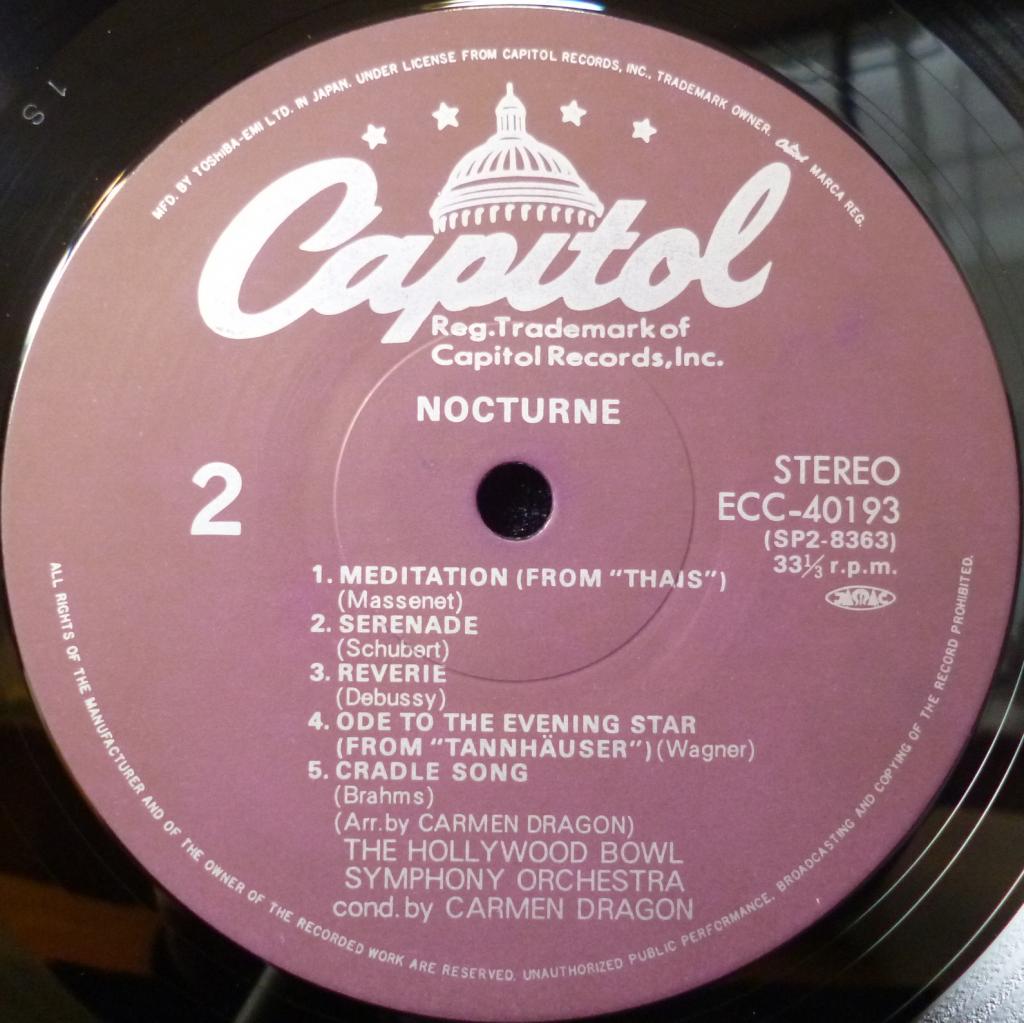 MFD. BY TOSHIBA-EMI LTD. IN JAPAN. UNDER LICENSE FROM CAPITOL RECORDS, INC., TRADEMARK OWNER. Capitol MARCA REG.
Capitol
Reg.Trademark of
Capitol Records,Inc.
NOCTURNE
2
STEREO
ECC-40193
(SP2-8363)
33⅓ r.p.m.
JASRAC
1. MEDITATION (FROM "THAIS")
(Massenet)
2. SERENADE
(Schubert)
3. REVERIE
(Debussy)
4. ODE TO THE EVENING STAR
(FROM "TANNHÄUSER") (Wagner)
5. CRADLE SONG
(Brahms)
(Arr.by CARMEN DRAGON)
THE HOLLYWOOD BOWL
SYMPHONY ORCHESTRA
cond.by CARMEN DRAGON
ALL RIGHTS OF THE MANUFACTURER AND OF THE OWNER OF THE RECORDED WORK ARE RESERVED. UNAUTHORIZED PUBLIC PERFORMANCE, BROADCASTING AND COPYING OF THE RECORD PROHIBITED.
1 S